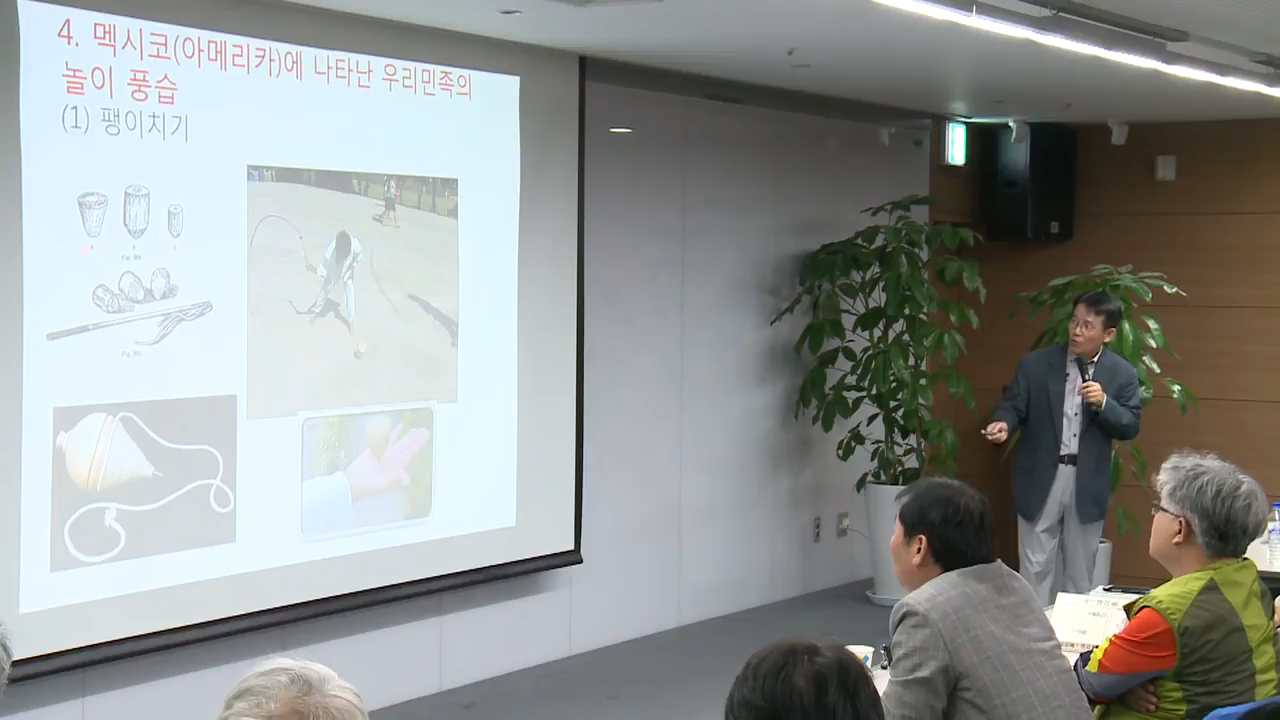 4. 멕시코(아메리카)에 나타난 우리민족의
놀이 풍습
(1) 팽이치기